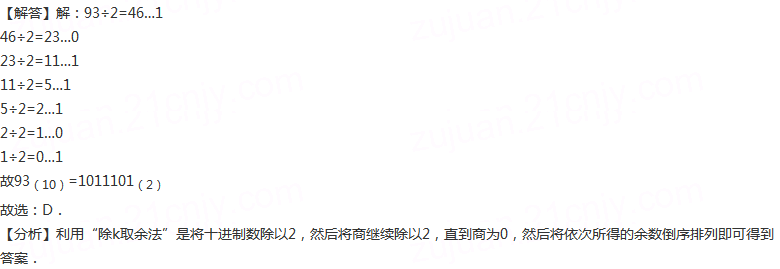 【解答】解：93÷2=46…1
46÷2=23…0
23÷2=11…1
11÷2=5…1
5÷2=2…1
2÷2=1…0
1÷2=0…1
故93（10）=1011101（2）
故选：D．
【分析】利用“除k取余法”是将十进制数除以2，然后将商继续除以2，直到商为0，然后将依次所得的余数倒序排列即可得到
答案．